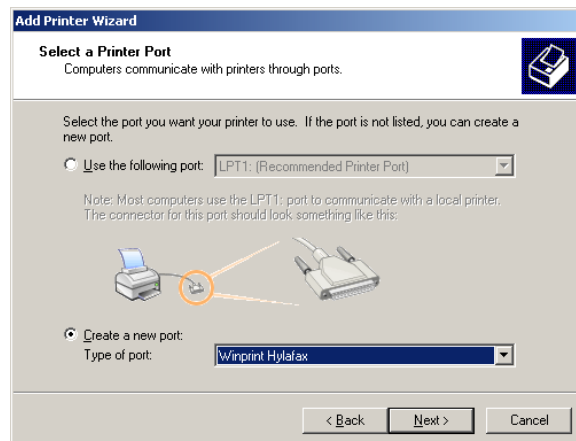 Add Printer Wizard
Select a Printer Port
Computers communicate with printers through ports.
Select the port you want your printer to use. If the port is not listed, you can create a
new port.
Use the following port: LPT1: (Recommended Printer Port)
Note: Most computers use the LPT1: port to communicate with a local printer.
The connector for this port should look something like this:
Create a new port:
Type of port: Winprint Hylafax
< Back Next > Cancel